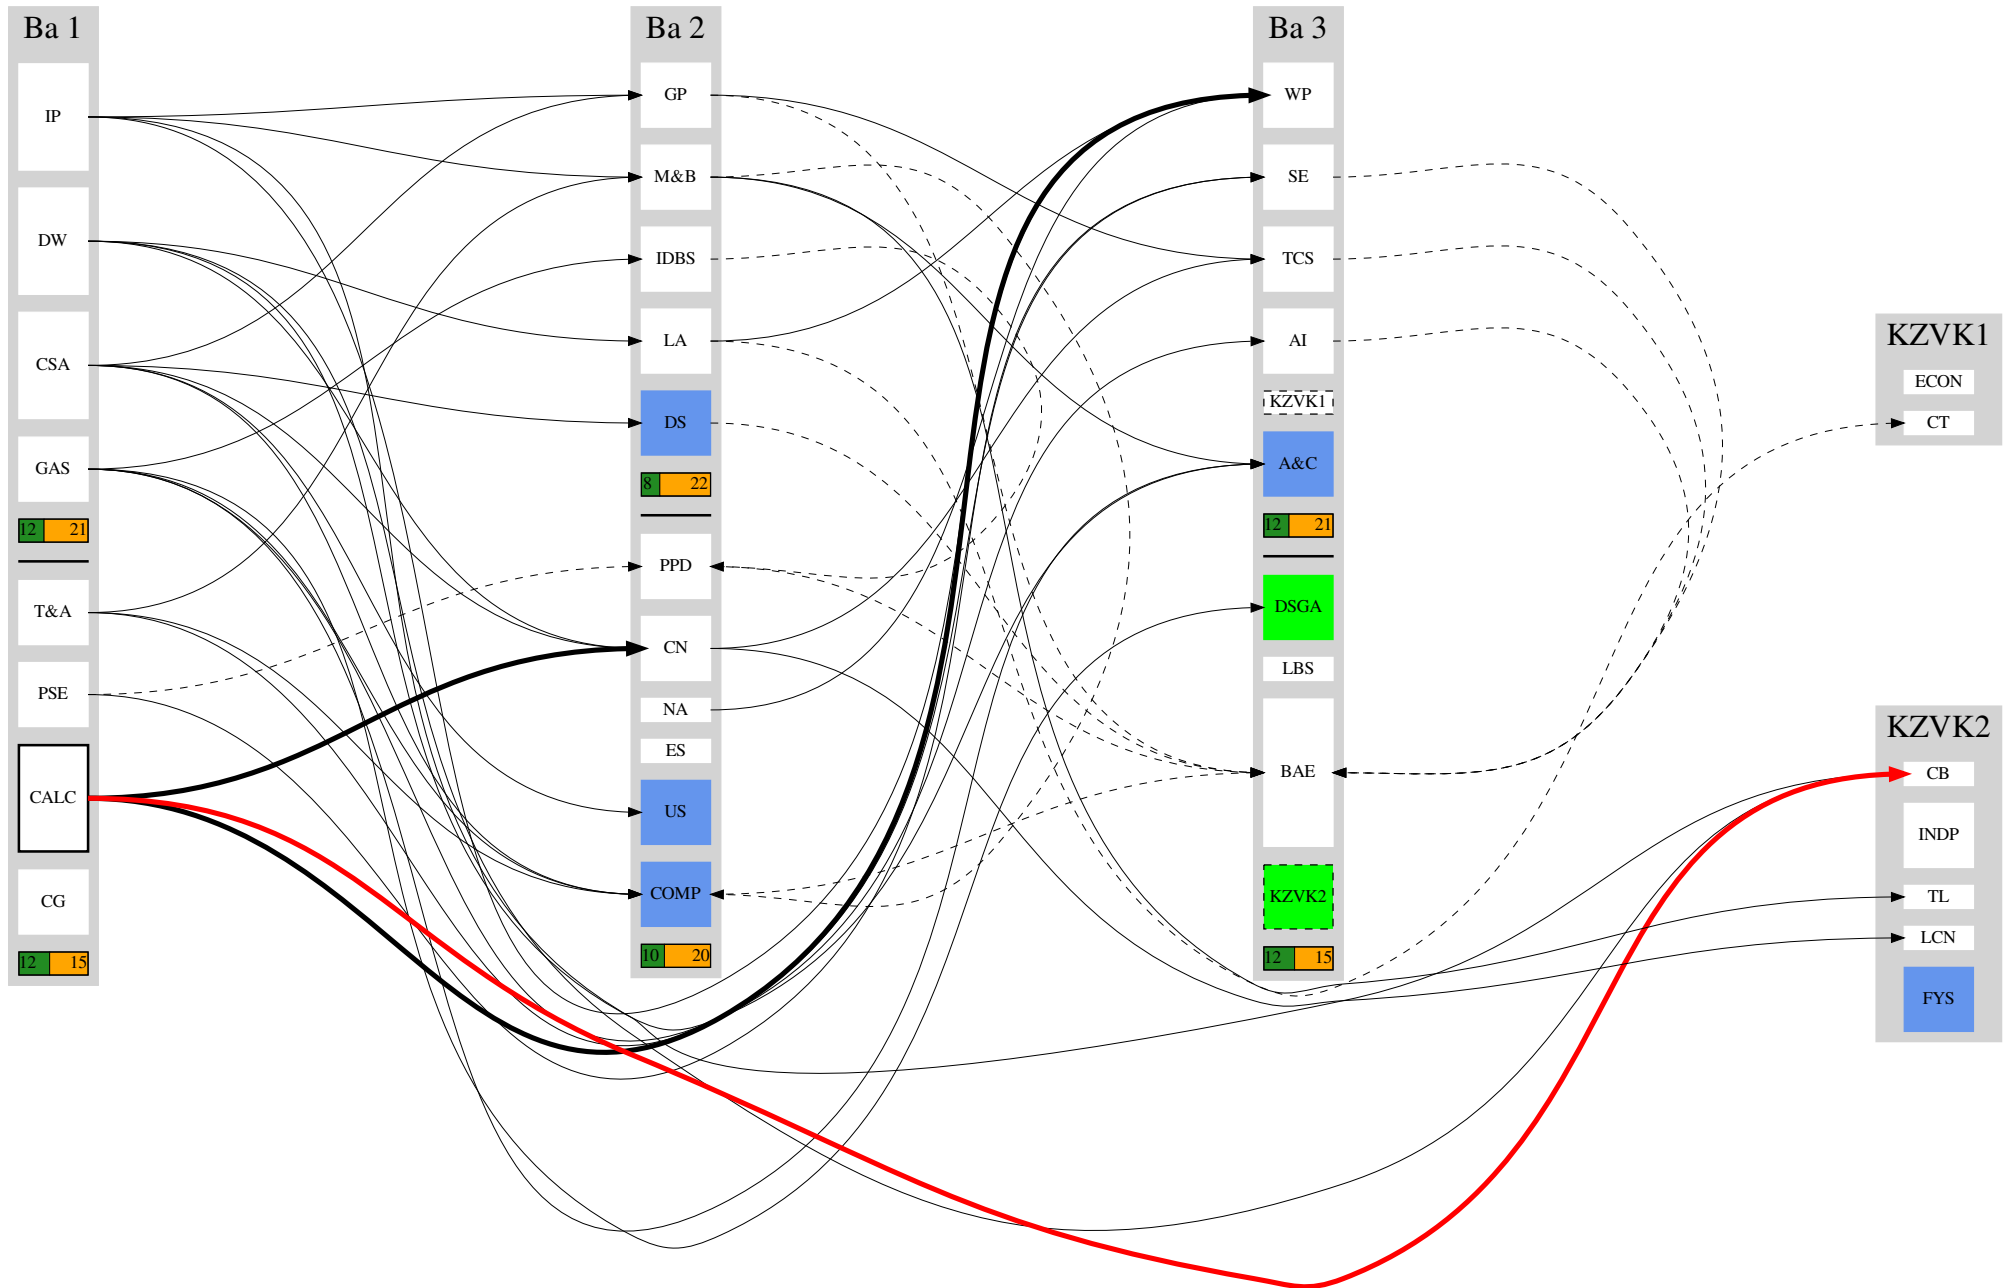 Ba 1
IP
DW
CSA
GAS
12 21
T&A
PSE
CALC
CG
12 15
Ba 2
GP
M&B
IDBS
LA
DS
8 22
PPD
CN
NA
ES
US
COMP
10 20
Ba 3
WP
SE
TCS
AI
KZVK1
A&C
12 21
DSGA
LBS
BAE
KZVK2
12 15
KZVK1
ECON
CT
KZVK2
CB
INDP
TL
LCN
FYS